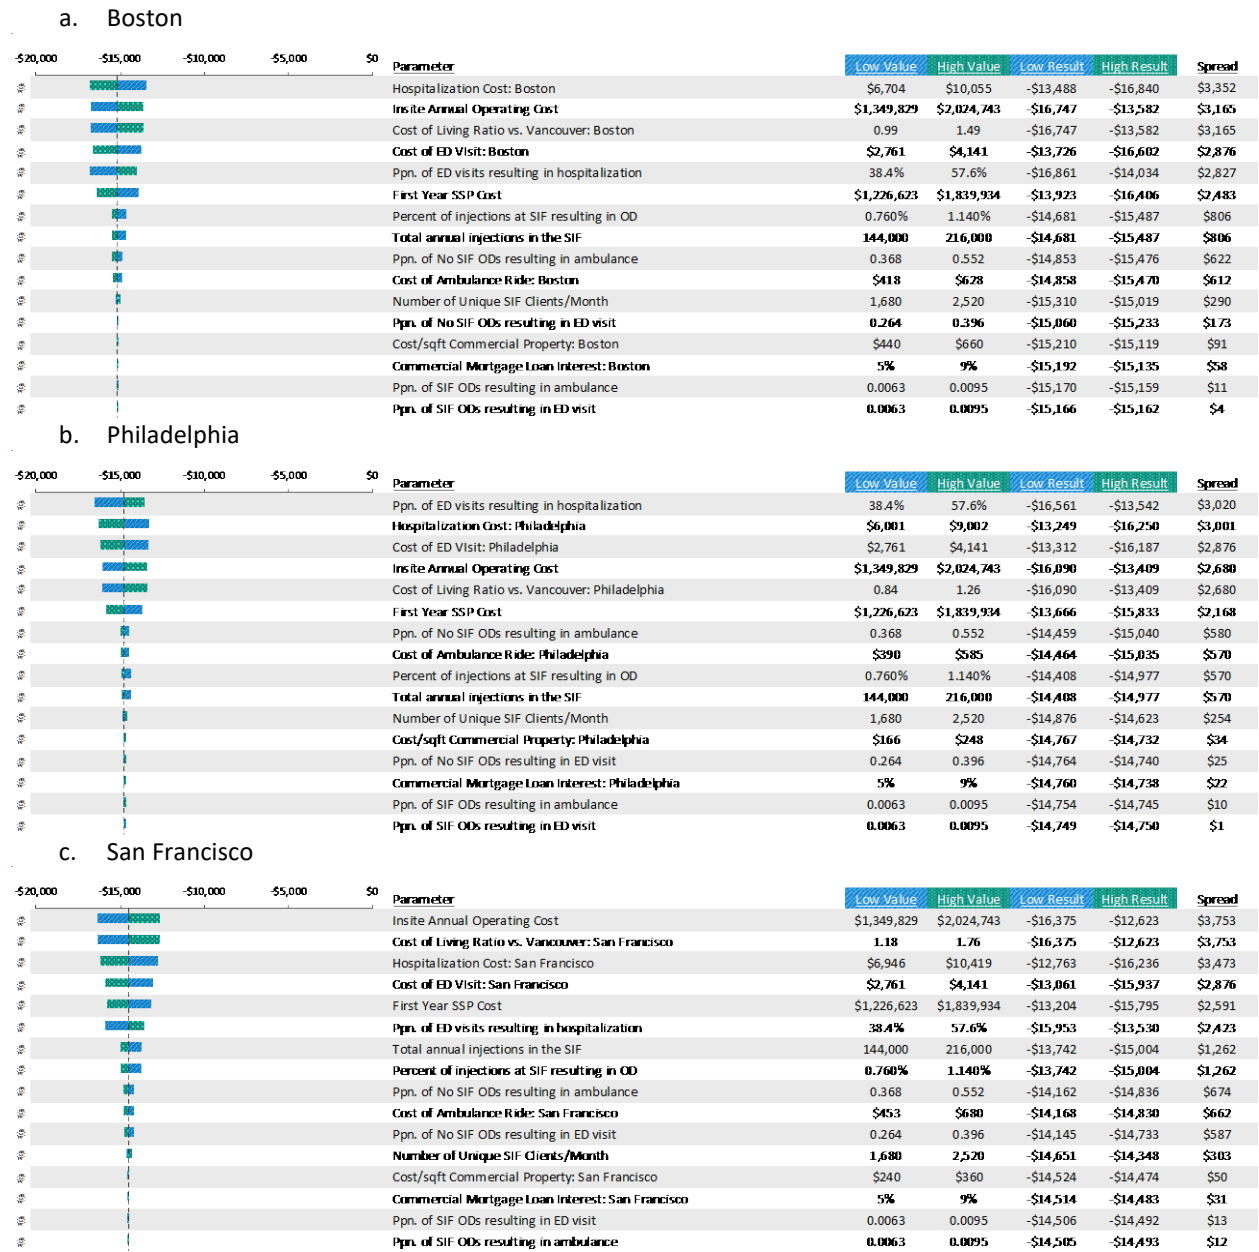 a. Boston
-$20,000 -$15,000 -$10,000 -$5,000 $0 Parameter Low Value High Value Low Result High Result Spread
Hospitalization Cost: Boston $6,704 $10,055 -$13,488 -$16,840 $3,352
Insite Annual Operating Cost $1,349,829 $2,024,743 -$16,747 -$13,582 $3,165
Cost of Living Ratio vs. Vancouver: Boston 0.99 1.49 -$16,747 -$13,582 $3,165
Cost of ED Visit: Boston $2,761 $4,141 -$13,726 -$16,602 $2,876
Ppn. of ED visits resulting in hospitalization 38.4% 57.6% -$16,861 -$14,034 $2,827
First Year SSP Cost $1,226,623 $1,839,934 -$13,923 -$16,406 $2,483
Percent of injections at SIF resulting in OD 0.760% 1.140% -$14,681 -$15,487 $806
Total annual injections in the SIF 144,000 216,000 -$14,681 -$15,487 $806
Ppn. of No SIF ODs resulting in ambulance 0.368 0.552 -$14,853 -$15,476 $622
Cost of Ambulance Ride: Boston $418 $628 -$14,858 -$15,470 $612
Number of Unique SIF Clients/Month 1,680 2,520 -$15,310 -$15,019 $290
Ppn. of No SIF ODs resulting in ED visit 0.264 0.396 -$15,060 -$15,233 $173
Cost/sqft Commercial Property: Boston $440 $660 -$15,210 -$15,119 $91
Commercial Mortgage Loan Interest: Boston 5% 9% -$15,192 -$15,135 $58
Ppn. of SIF ODs resulting in ambulance 0.0063 0.0095 -$15,170 -$15,159 $11
Ppn. of SIF ODs resulting in ED visit 0.0063 0.0095 -$15,166 -$15,162 $4
b. Philadelphia
-$20,000 -$15,000 -$10,000 -$5,000 $0 Parameter Low Value High Value Low Result High Result Spread
Ppn. of ED visits resulting in hospitalization 38.4% 57.6% -$16,561 -$13,542 $3,020
Hospitalization Cost: Philadelphia $6,001 $9,002 -$13,249 -$16,250 $3,001
Cost of ED VIsit: Philadelphia $2,761 $4,141 -$13,312 -$16,187 $2,876
Insite Annual Operating Cost $1,349,829 $2,024,743 -$16,090 -$13,409 $2,680
Cost of Living Ratio vs. Vancouver: Philadelphia 0.84 1.26 -$16,090 -$13,409 $2,680
First Year SSP Cost $1,226,623 $1,839,934 -$13,666 -$15,833 $2,168
Ppn. of No SIF ODs resulting in ambulance 0.368 0.552 -$14,459 -$15,040 $580
Cost of Ambulance Ride: Philadelphia $390 $585 -$14,464 -$15,035 $570
Percent of injections at SIF resulting in OD 0.760% 1.140% -$14,408 -$14,977 $570
Total annual injections in the SIF 144,000 216,000 -$14,408 -$14,977 $570
Number of Unique SIF Clients/Month 1,680 2,520 -$14,876 -$14,623 $254
Cost/sqft Commercial Property: Philadelphia $166 $248 -$14,767 -$14,732 $34
Ppn. of No SIF ODs resulting in ED visit 0.264 0.396 -$14,764 -$14,740 $25
Commercial Mortgage Loan Interest: Philadelphia 5% 9% -$14,760 -$14,738 $22
Ppn. of SIF ODs resulting in ambulance 0.0063 0.0095 -$14,754 -$14,745 $10
Ppn. of SIF ODs resulting in ED visit 0.0063 0.0095 -$14,749 -$14,750 $1
c. San Francisco
-$20,000 -$15,000 -$10,000 -$5,000 $0 Parameter Low Value High Value Low Result High Result Spread
Insite Annual Operating Cost $1,349,829 $2,024,743 -$16,375 -$12,623 $3,753
Cost of Living Ratio vs. Vancouver: San Francisco 1.18 1.76 -$16,375 -$12,623 $3,753
Hospitalization Cost: San Francisco $6,946 $10,419 -$12,763 -$16,236 $3,473
Cost of ED VIsit: San Francisco $2,761 $4,141 -$13,061 -$15,937 $2,876
First Year SSP Cost $1,226,623 $1,839,934 -$13,204 -$15,795 $2,591
Ppn. of ED visits resulting in hospitalization 38.4% 57.6% -$15,953 -$13,530 $2,423
Total annual injections in the SIF 144,000 216,000 -$13,742 -$15,004 $1,262
Percent of injections at SIF resulting in OD 0.760% 1.140% -$13,742 -$15,004 $1,262
Ppn. of No SIF ODs resulting in ambulance 0.368 0.552 -$14,162 -$14,836 $674
Cost of Ambulance Ride: San Francisco $453 $680 -$14,168 -$14,830 $662
Ppn. of No SIF ODs resulting in ED visit 0.264 0.396 -$14,145 -$14,733 $587
Number of Unique SIF Clients/Month 1,680 2,520 -$14,651 -$14,348 $303
Cost/sqft Commercial Property: San Francisco $240 $360 -$14,524 -$14,474 $50
Commercial Mortgage Loan Interest: San Francisco 5% 9% -$14,514 -$14,483 $31
Ppn. of SIF ODs resulting in ED visit 0.0063 0.0095 -$14,506 -$14,492 $13
Ppn. of SIF ODs resulting in ambulance 0.0063 0.0095 -$14,505 -$14,493 $12